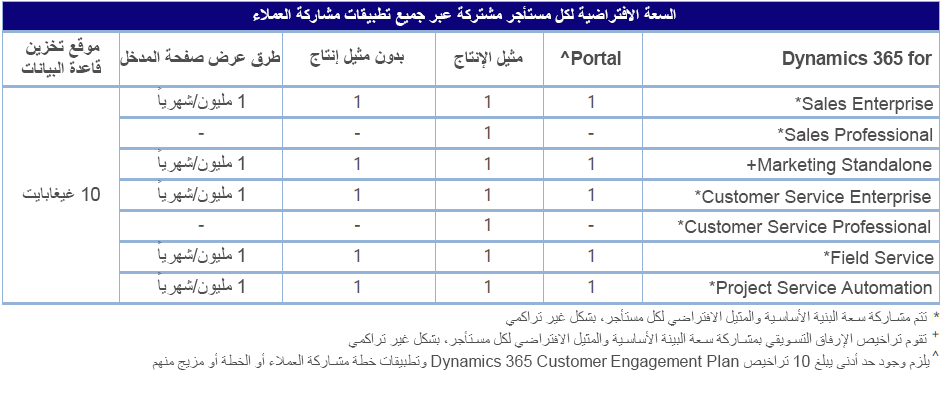 السعة الافتراضية لكل مستأجر مشتركة عبر جميع تطبيقات مشاركة العملاء
Dynamics 365 for ^Portal مثيل الإنتاج بدون مثيل إنتاج طرق عرض صفحة المدخل موقع تخزين قاعدة البيانات
*Sales Enterprise 1 1 1 1 مليون/شهرياً
*Sales Professional - 1 - -
+Marketing Standalone 1 1 1 1 مليون/شهرياً
*Customer Service Enterprise 1 1 1 1 مليون/شهرياً 10 غيغابايت
*Customer Service Professional - 1 - -
*Field Service 1 1 1 1 مليون/شهرياً
*Project Service Automation 1 1 1 1 مليون/شهرياً
* تتم مشاركة سعة البنية الأساسية والمثيل الافتراضي لكل مستأجر، بشكل غير تراكمي
+ تقوم تراخيص الإرفاق التسويقي بمشاركة سعة البينة الأساسية والمثيل الافتراضي لكل مستأجر، بشكل غير تراكمي
^ يلزم وجود حد أدنى يبلغ 10 تراخيص Dynamics 365 Customer Engagement Plan وتطبيقات خطة مشاركة العملاء أو الخطة أو مزيج منهم